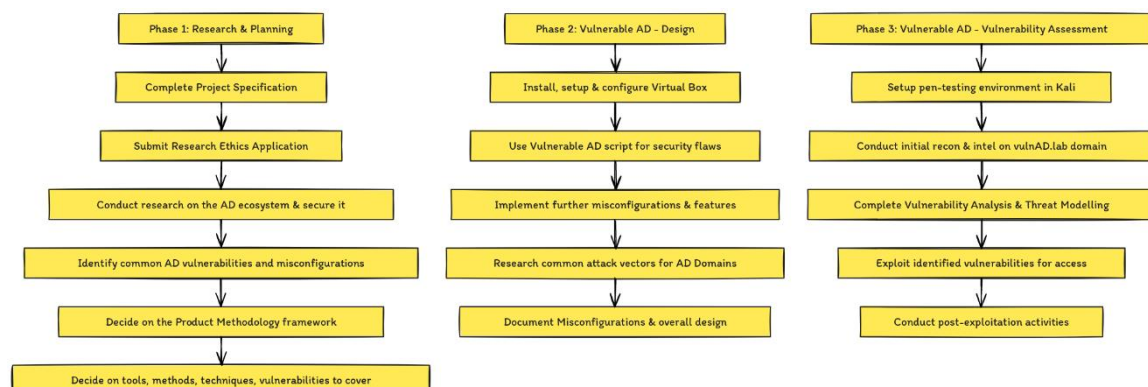 Phase 1: Research & Planning
Complete Project Specification
Submit Research Ethics Application
Conduct research on the AD ecosystem & secure it
Identify common AD vulnerabilities and misconfigurations
Decide on the Product Methodology framework
Decide on tools, methods, techniques, vulnerabilities to cover
Phase 2: Vulnerable AD - Design
Install, setup & configure Virtual Box
Use Vulnerable AD script for security flaws
Implement further misconfigurations & features
Research common attack vectors for AD Domains
Document Misconfigurations & overall design
Phase 3: Vulnerable AD - Vulnerability Assessment
Setup pen-testing environment in Kali
Conduct initial recon & intel on vulnAD.lab domain
Complete Vulnerability Analysis & Threat Modelling
Exploit identified vulnerabilities for access
Conduct post-exploitation activities